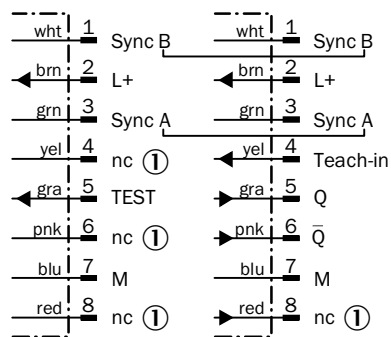 wht 1 Sync B
brn 2 L+
grn 3 Sync A
yel 4 nc ①
gra 5 TEST
pnk 6 nc ①
blu 7 M
red 8 nc ①
wht 1 Sync B
brn 2 L+
grn 3 Sync A
yel 4 Teach-in
gra 5 Q
pnk 6 Q̅
blu 7 M
red 8 nc ①